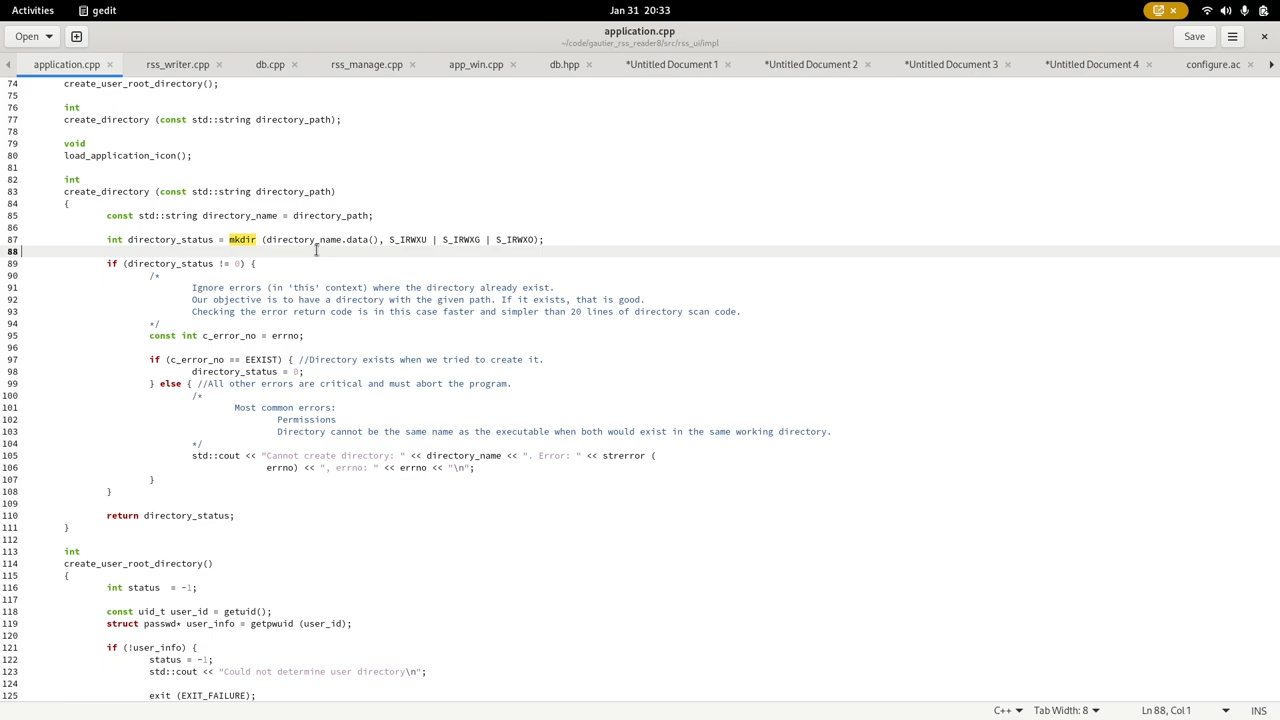 Activities gedit Jan 31 20:33
Open application.cpp Save
~/code/gautier_rss_reader8/src/rss_ui/impl
application.cpp rss_writer.cpp db.cpp rss_manage.cpp app_win.cpp db.hpp *Untitled Document 1 *Untitled Document 2 *Untitled Document 3 *Untitled Document 4 configure.ac
74 create_user_root_directory();
75
76 int
77 create_directory (const std::string directory_path);
78
79 void
80 load_application_icon();
81
82 int
83 create_directory (const std::string directory_path)
84 {
85 const std::string directory_name = directory_path;
86
87 int directory_status = mkdir (directory_name.data(), S_IRWXU | S_IRWXG | S_IRWXO);
88
89 if (directory_status != 0) {
90 /*
91 Ignore errors (in 'this' context) where the directory already exist.
92 Our objective is to have a directory with the given path. If it exists, that is good.
93 Checking the error return code is in this case faster and simpler than 20 lines of directory scan code.
94 */
95 const int c_error_no = errno;
96
97 if (c_error_no == EEXIST) { //Directory exists when we tried to create it.
98 directory_status = 0;
99 } else { //All other errors are critical and must abort the program.
100 /*
101 Most common errors:
102 Permissions
103 Directory cannot be the same name as the executable when both would exist in the same working directory.
104 */
105 std::cout << "Cannot create directory: " << directory_name << ". Error: " << strerror (
106 errno) << ", errno: " << errno << "\n";
107 }
108 }
109
110 return directory_status;
111 }
112
113 int
114 create_user_root_directory()
115 {
116 int status  = -1;
117
118 const uid_t user_id = getuid();
119 struct passwd* user_info = getpwuid (user_id);
120
121 if (!user_info) {
122 status = -1;
123 std::cout << "Could not determine user directory\n";
124
125 exit (EXIT_FAILURE);
C++ Tab Width: 8 Ln 88, Col 1 INS